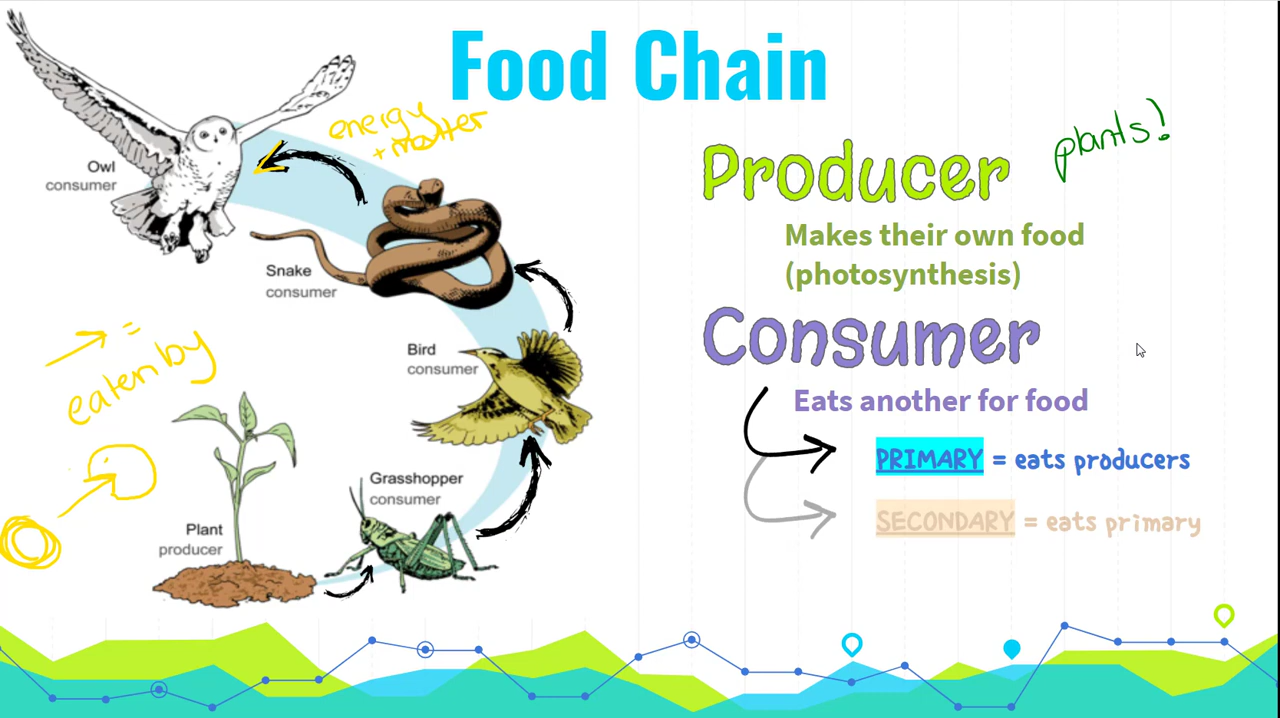 Food Chain
energy
+ matter
Owl
consumer
Snake
consumer
Bird
consumer
Grasshopper
consumer
Plant
producer
→ =
eaten by
Producer
plants!
Makes their own food
(photosynthesis)
Consumer
Eats another for food
PRIMARY = eats producers
SECONDARY = eats primary